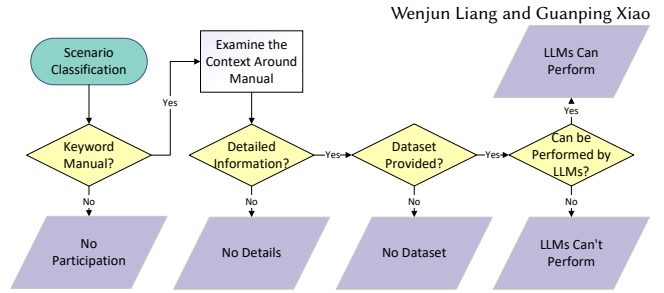 Wenjun Liang and Guanping Xiao
Scenario
Classification
Examine the
Context Around
Manual
LLMs Can
Perform
Yes
Yes
Keyword
Manual?
Detailed
Information?
Yes
Dataset
Provided?
Yes
Can be
Performed by
LLMs?
No
No
No
No
No
Participation
No Details
No Dataset
LLMs Can't
Perform